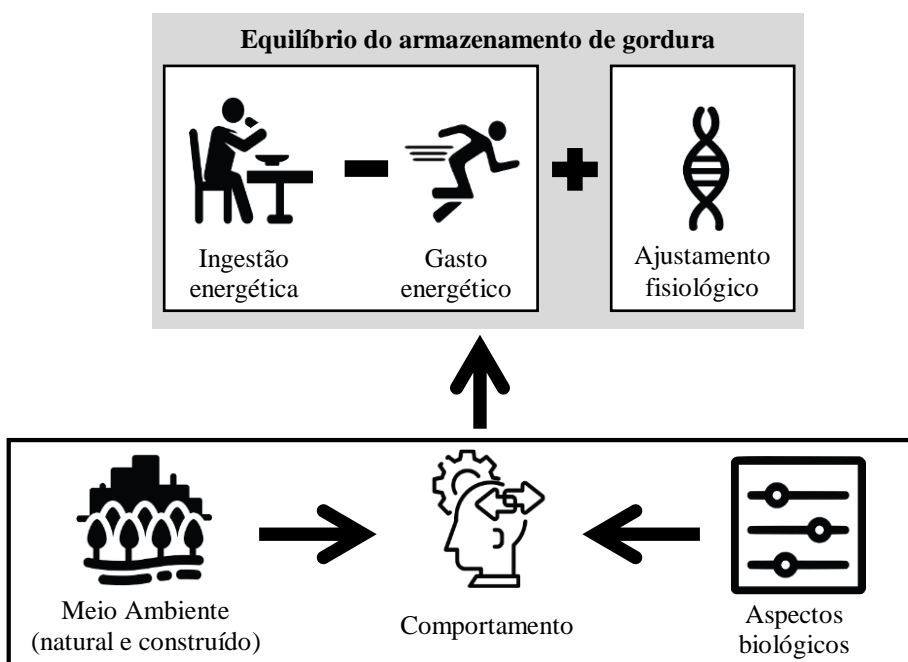 Equilíbrio do armazenamento de gordura
Ingestão
energética
Gasto
energético
Ajustamento
fisiológico
Meio Ambiente
(natural e construído)
Comportamento
Aspectos
biológicos